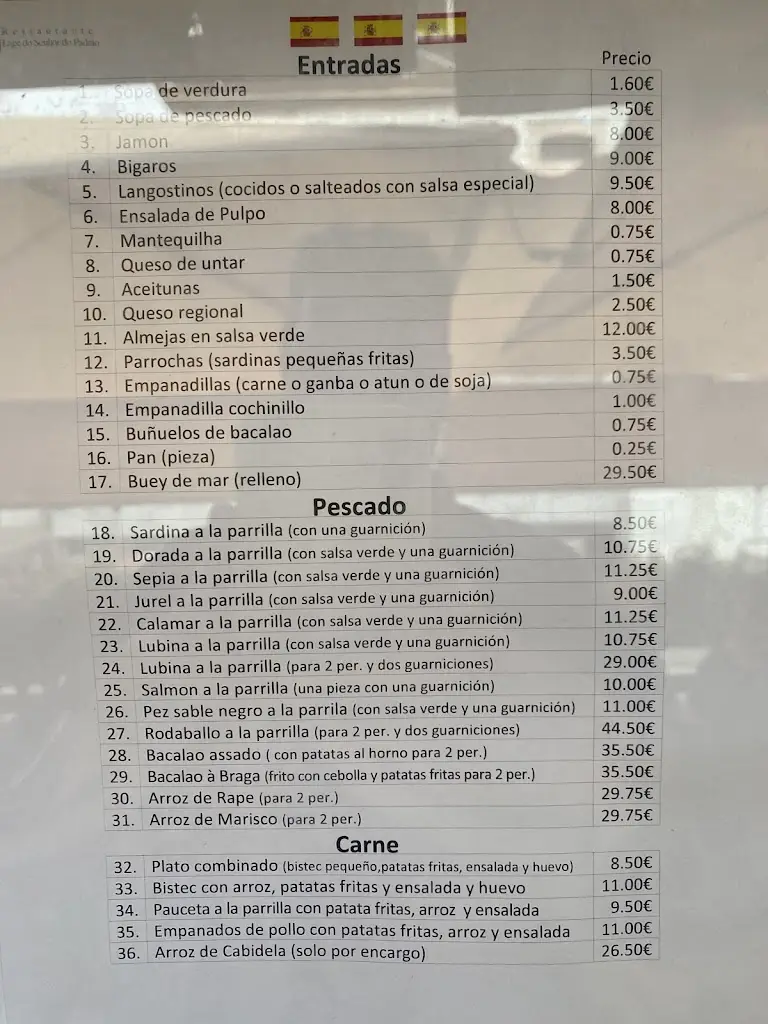 Restaurante
Lage do Senhor do Padrão
Entradas Precio
1. Sopa de verdura 1.60€
2. Sopa de pescado 3.50€
3. Jamon 8.00€
4. Bigaros 9.00€
5. Langostinos (cocidos o salteados con salsa especial) 9.50€
6. Ensalada de Pulpo 8.00€
7. Mantequilha 0.75€
8. Queso de untar 0.75€
9. Aceitunas 1.50€
10. Queso regional 2.50€
11. Almejas en salsa verde 12.00€
12. Parrochas (sardinas pequeñas fritas) 3.50€
13. Empanadillas (carne o ganba o atun o de soja) 0.75€
14. Empanadilla cochinillo 1.00€
15. Buñuelos de bacalao 0.75€
16. Pan (pieza) 0.25€
17. Buey de mar (relleno) 29.50€
Pescado
18. Sardina a la parrilla (con una guarnición) 8.50€
19. Dorada a la parrilla (con salsa verde y una guarnición) 10.75€
20. Sepia a la parrilla (con salsa verde y una guarnición) 11.25€
21. Jurel a la parrilla (con salsa verde y una guarnición) 9.00€
22. Calamar a la parrilla (con salsa verde y una guarnición) 11.25€
23. Lubina a la parrilla (con salsa verde y una guarnición) 10.75€
24. Lubina a la parrilla (para 2 per. y dos guarniciones) 29.00€
25. Salmon a la parrilla (una pieza con una guarnición) 10.00€
26. Pez sable negro a la parrila (con salsa verde y una guarnición) 11.00€
27. Rodaballo a la parrilla (para 2 per. y dos guarniciones) 44.50€
28. Bacalao assado ( con patatas al horno para 2 per.) 35.50€
29. Bacalao à Braga (frito con cebolla y patatas fritas para 2 per.) 35.50€
30. Arroz de Rape (para 2 per.) 29.75€
31. Arroz de Marisco (para 2 per.) 29.75€
Carne
32. Plato combinado (bistec pequeño,patatas fritas, ensalada y huevo) 8.50€
33. Bistec con arroz, patatas fritas y ensalada y huevo 11.00€
34. Pauceta a la parrilla con patata fritas, arroz y ensalada 9.50€
35. Empanados de pollo con patatas fritas, arroz y ensalada 11.00€
36. Arroz de Cabidela (solo por encargo) 26.50€